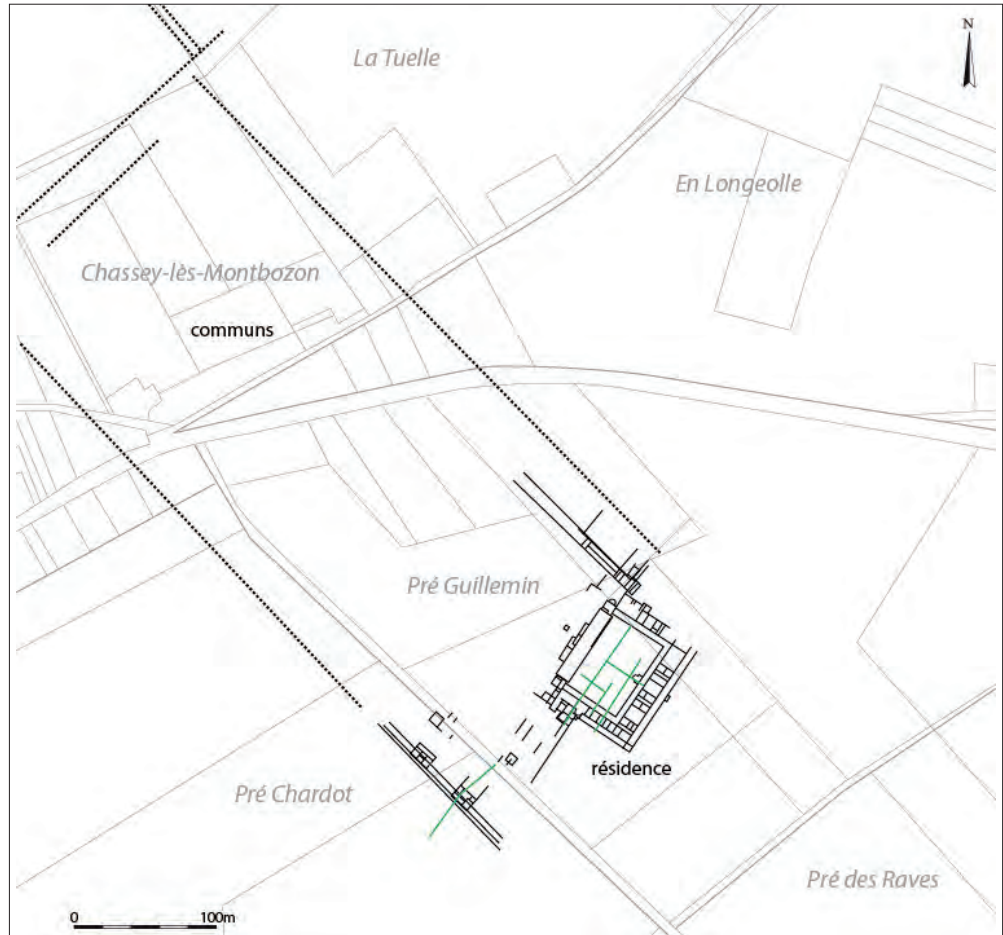 N
La Tuelle
En Longeolle
Chassey-lès-Montbozon
communs
Pré Guillemin
résidence
Pré Chardot
Pré des Raves
0 100m